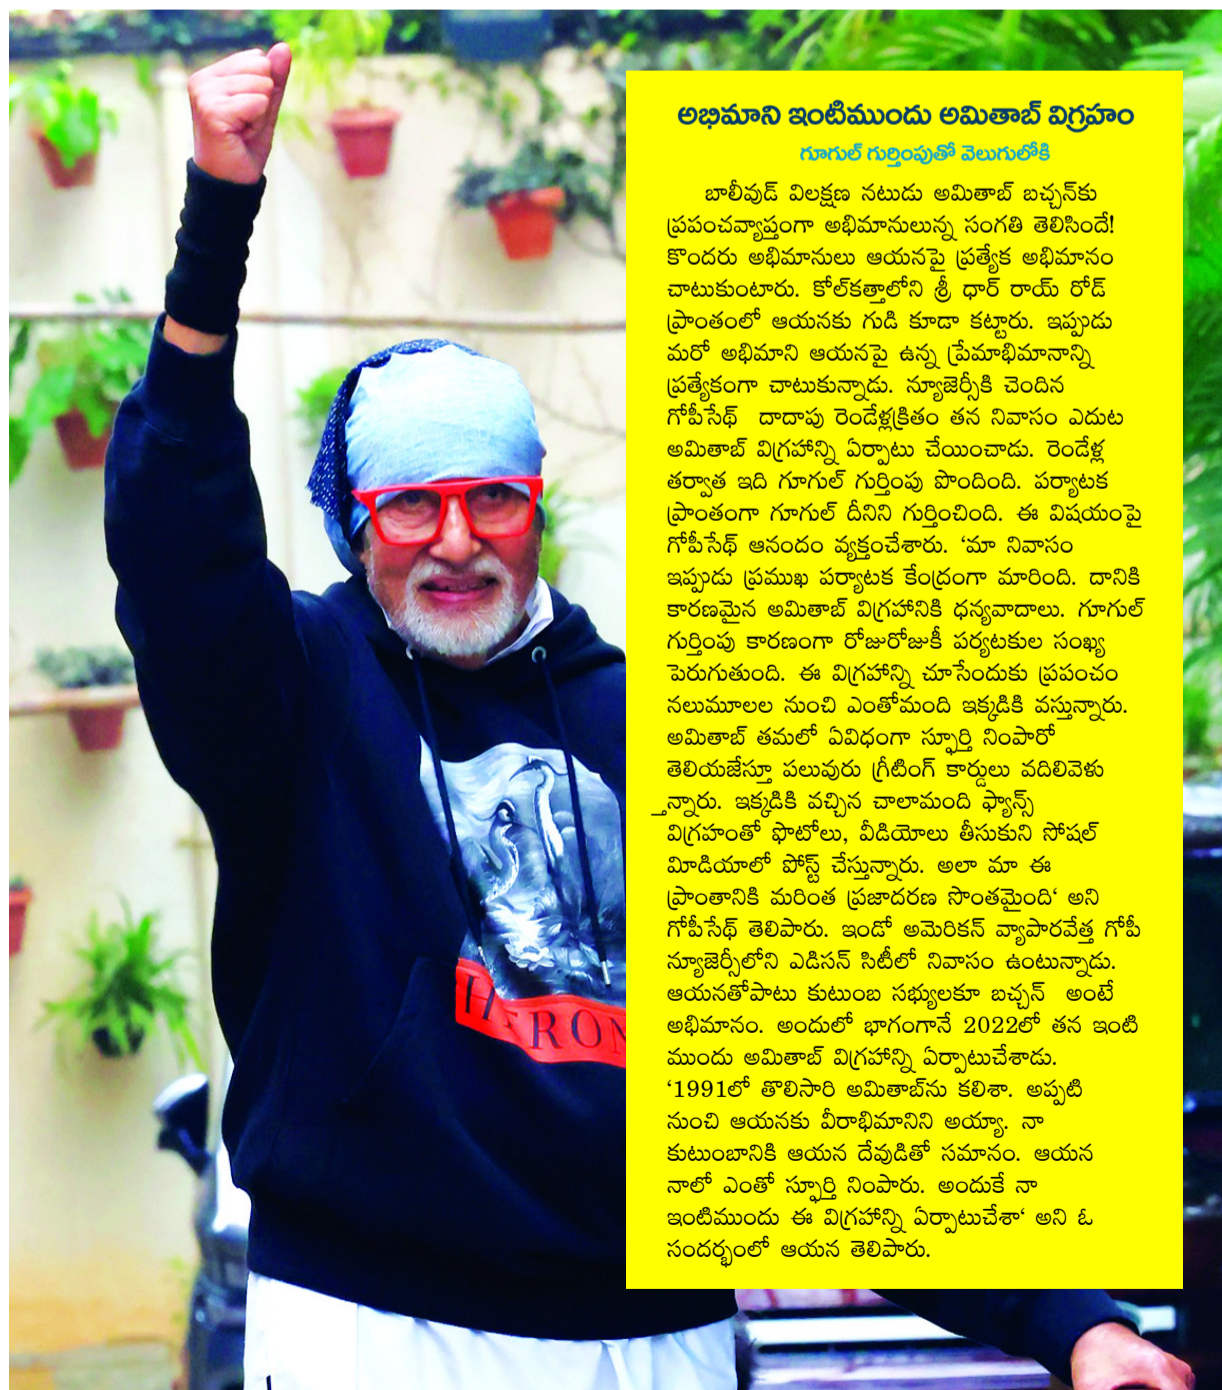 అభిమాని ఇంటిముందు అమితాబ్ విగ్రహం
గూగుల్ గుర్తింపుతో వెలుగులోకి
బాలీవుడ్ విలక్షణ నటుడు అమితాబ్ బచ్చన్‌కు
ప్రపంచవ్యాప్తంగా అభిమానులున్న సంగతి తెలిసిందే!
కొందరు అభిమానులు ఆయనపై ప్రత్యేక అభిమానం
చాటుకుంటారు. కోల్‌కత్తాలోని శ్రీ ధార్ రాయ్ రోడ్
ప్రాంతంలో ఆయనకు గుడి కూడా కట్టారు. ఇప్పుడు
మరో అభిమాని ఆయనపై ఉన్న ప్రేమాభిమానాన్ని
ప్రత్యేకంగా చాటుకున్నాడు. న్యూజెర్సీకి చెందిన
గోపీసేథ్ దాదాపు రెండేళ్లక్రితం తన నివాసం ఎదుట
అమితాబ్ విగ్రహాన్ని ఏర్పాటు చేయించాడు. రెండేళ్ల
తర్వాత ఇది గూగుల్ గుర్తింపు పొందింది. పర్యాటక
ప్రాంతంగా గూగుల్ దీనిని గుర్తించింది. ఈ విషయంపై
గోపీసేథ్ ఆనందం వ్యక్తంచేశారు. ‘మా నివాసం
ఇప్పుడు ప్రముఖ పర్యాటక కేంద్రంగా మారింది. దానికి
కారణమైన అమితాబ్ విగ్రహానికి ధన్యవాదాలు. గూగుల్
గుర్తింపు కారణంగా రోజురోజుకీ పర్యటకుల సంఖ్య
పెరుగుతుంది. ఈ విగ్రహాన్ని చూసేందుకు ప్రపంచం
నలుమూలల నుంచి ఎంతోమంది ఇక్కడికి వస్తున్నారు.
అమితాబ్ తమలో ఏవిధంగా స్ఫూర్తి నింపారో
తెలియజేస్తూ పలువురు గ్రీటింగ్ కార్డులు వదిలివెళు
్తన్నారు. ఇక్కడికి వచ్చిన చాలామంది ఫ్యాన్స్
విగ్రహంతో ఫొటోలు, వీడియోలు తీసుకుని సోషల్
మీడియాలో పోస్ట్ చేస్తున్నారు. అలా మా ఈ
ప్రాంతానికి మరింత ప్రజాదరణ సొంతమైంది‘ అని
గోపీసేథ్ తెలిపారు. ఇండో అమెరికన్ వ్యాపారవేత్త గోపీ
న్యూజెర్సీలోని ఎడిసన్ సిటీలో నివాసం ఉంటున్నాడు.
ఆయనతోపాటు కుటుంబ సభ్యులకూ బచ్చన్ అంటే
అభిమానం. అందులో భాగంగానే 2022లో తన ఇంటి
ముందు అమితాబ్ విగ్రహాన్ని ఏర్పాటుచేశాడు.
‘1991లో తొలిసారి అమితాబ్‌ను కలిశా. అప్పటి
నుంచి ఆయనకు వీరాభిమానిని అయ్యా. నా
కుటుంబానికి ఆయన దేవుడితో సమానం. ఆయన
నాలో ఎంతో స్ఫూర్తి నింపారు. అందుకే నా
ఇంటిముందు ఈ విగ్రహాన్ని ఏర్పాటుచేశా‘ అని ఓ
సందర్భంలో ఆయన తెలిపారు.